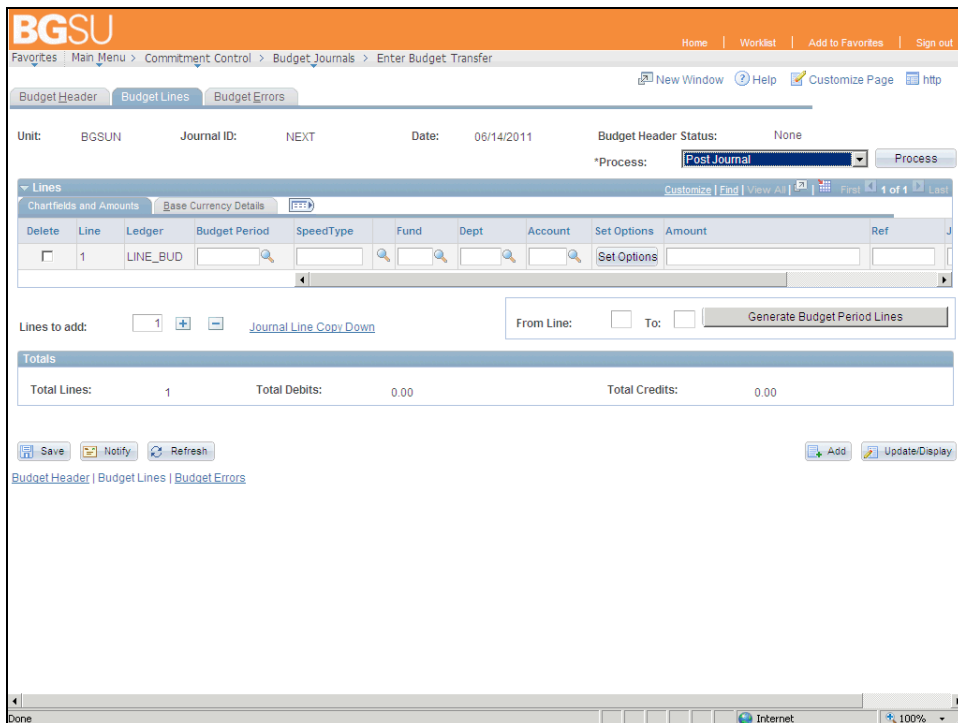 BGSU
Home | Worklist | Add to Favorites | Sign out
Favorites | Main Menu > Commitment Control > Budget Journals > Enter Budget Transfer
New Window ? Help Customize Page http
Budget Header Budget Lines Budget Errors
Unit: BGSUN Journal ID: NEXT Date: 06/14/2011 Budget Header Status: None
*Process: Post Journal Process
Lines Customize | Find | View All | | First 1 of 1 Last
Chartfields and Amounts Base Currency Details
Delete Line Ledger Budget Period SpeedType Fund Dept Account Set Options Amount Ref J
1 LINE_BUD Set Options
Lines to add: 1 + - Journal Line Copy Down From Line: To: Generate Budget Period Lines
Totals
Total Lines: 1 Total Debits: 0.00 Total Credits: 0.00
Save Notify Refresh Add Update/Display
Budget Header | Budget Lines | Budget Errors
Done Internet 100%